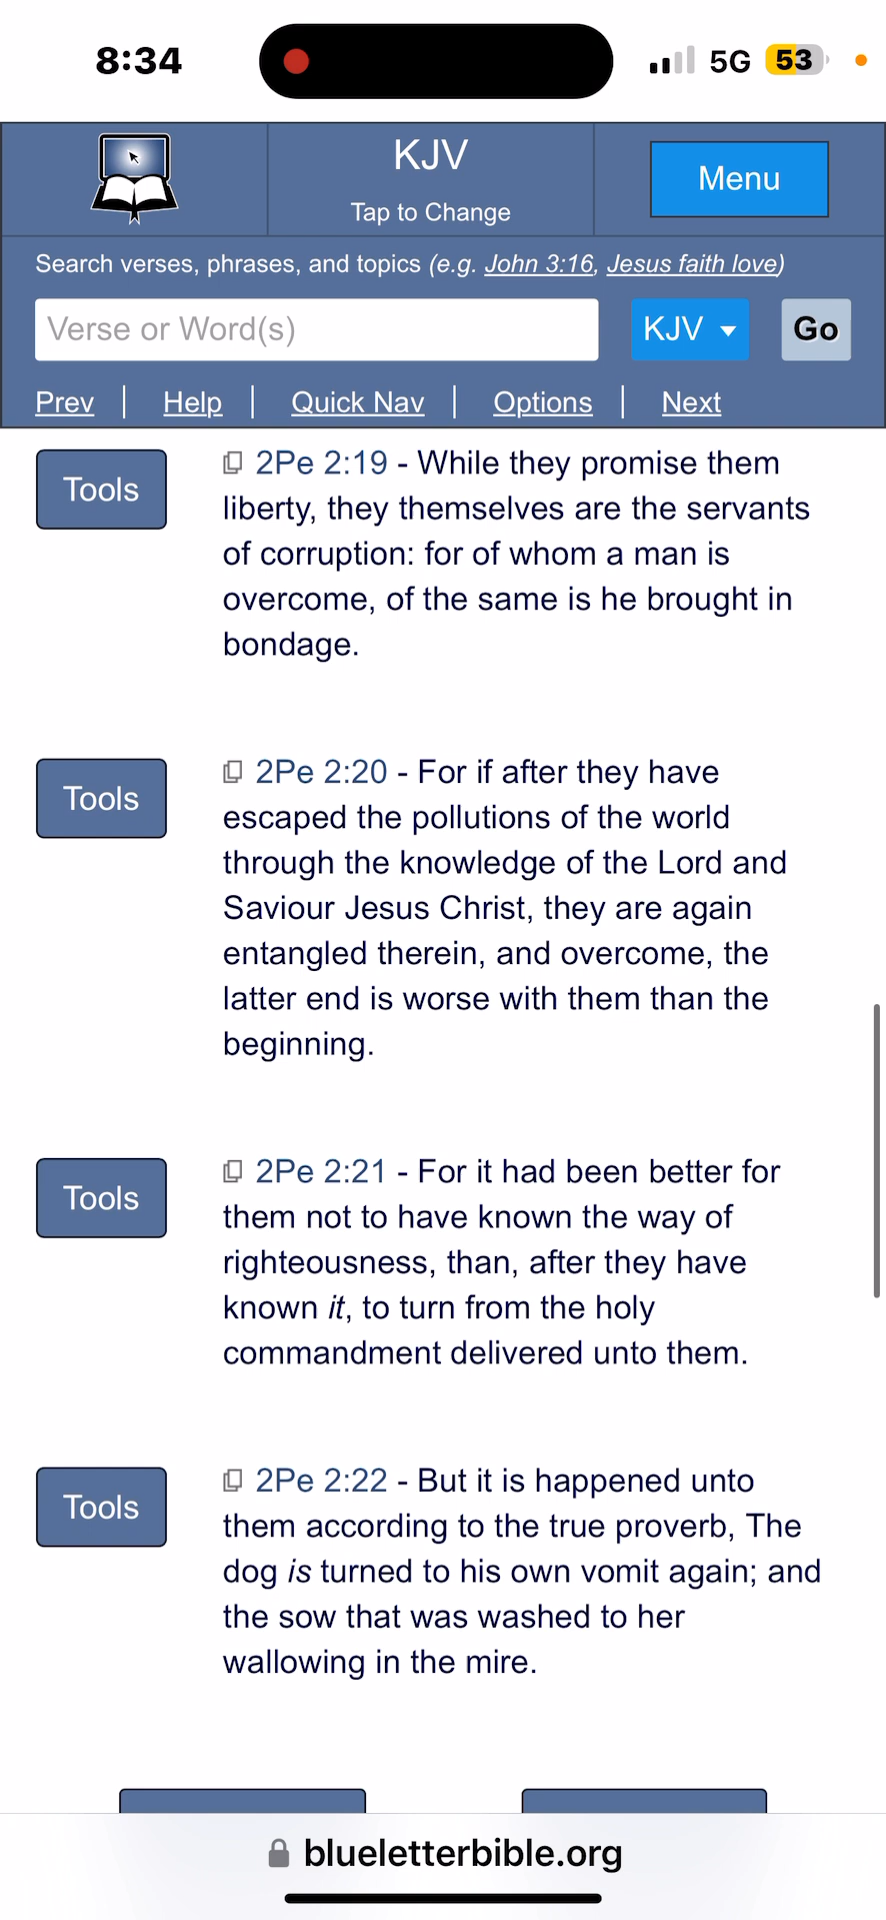 8:34
5G
53
KJV
Tap to Change
Menu
Search verses, phrases, and topics (e.g. John 3:16, Jesus faith love)
Verse or Word(s)
KJV
Go
Prev | Help | Quick Nav | Options | Next
Tools
2Pe 2:19 - While they promise them
liberty, they themselves are the servants
of corruption: for of whom a man is
overcome, of the same is he brought in
bondage.
Tools
2Pe 2:20 - For if after they have
escaped the pollutions of the world
through the knowledge of the Lord and
Saviour Jesus Christ, they are again
entangled therein, and overcome, the
latter end is worse with them than the
beginning.
Tools
2Pe 2:21 - For it had been better for
them not to have known the way of
righteousness, than, after they have
known it, to turn from the holy
commandment delivered unto them.
Tools
2Pe 2:22 - But it is happened unto
them according to the true proverb, The
dog is turned to his own vomit again; and
the sow that was washed to her
wallowing in the mire.
blueletterbible.org